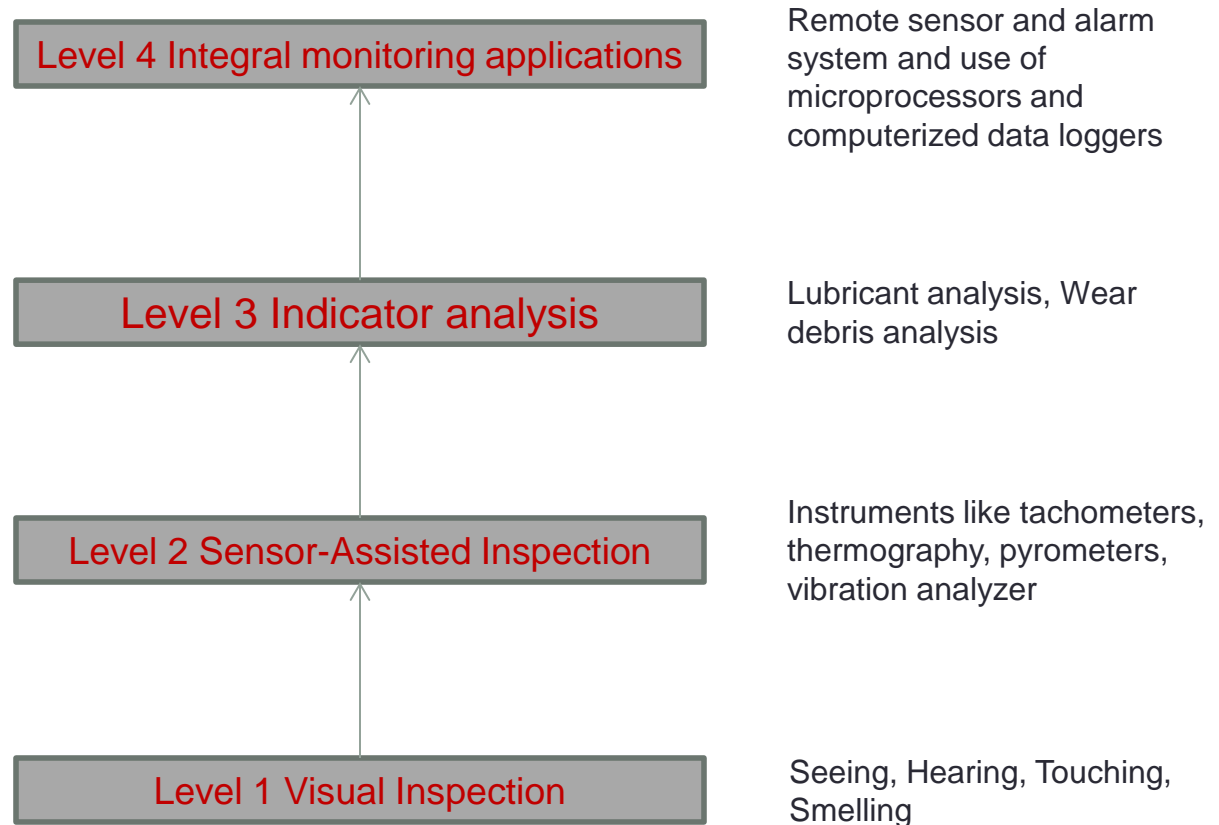 Level 4 Integral monitoring applications
Remote sensor and alarm
system and use of
microprocessors and
computerized data loggers
Level 3 Indicator analysis
Lubricant analysis, Wear
debris analysis
Level 2 Sensor-Assisted Inspection
Instruments like tachometers,
thermography, pyrometers,
vibration analyzer
Level 1 Visual Inspection
Seeing, Hearing, Touching,
Smelling